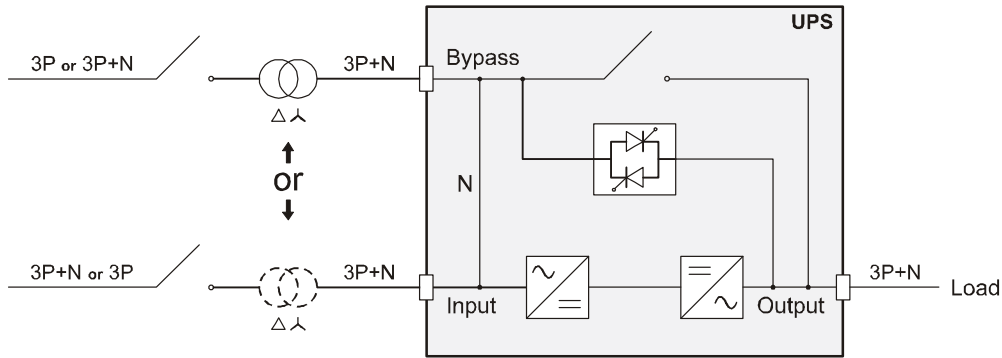 UPS
3P or 3P+N
3P+N
Bypass
or
N
3P+N or 3P
3P+N
Input
Output
3P+N
Load